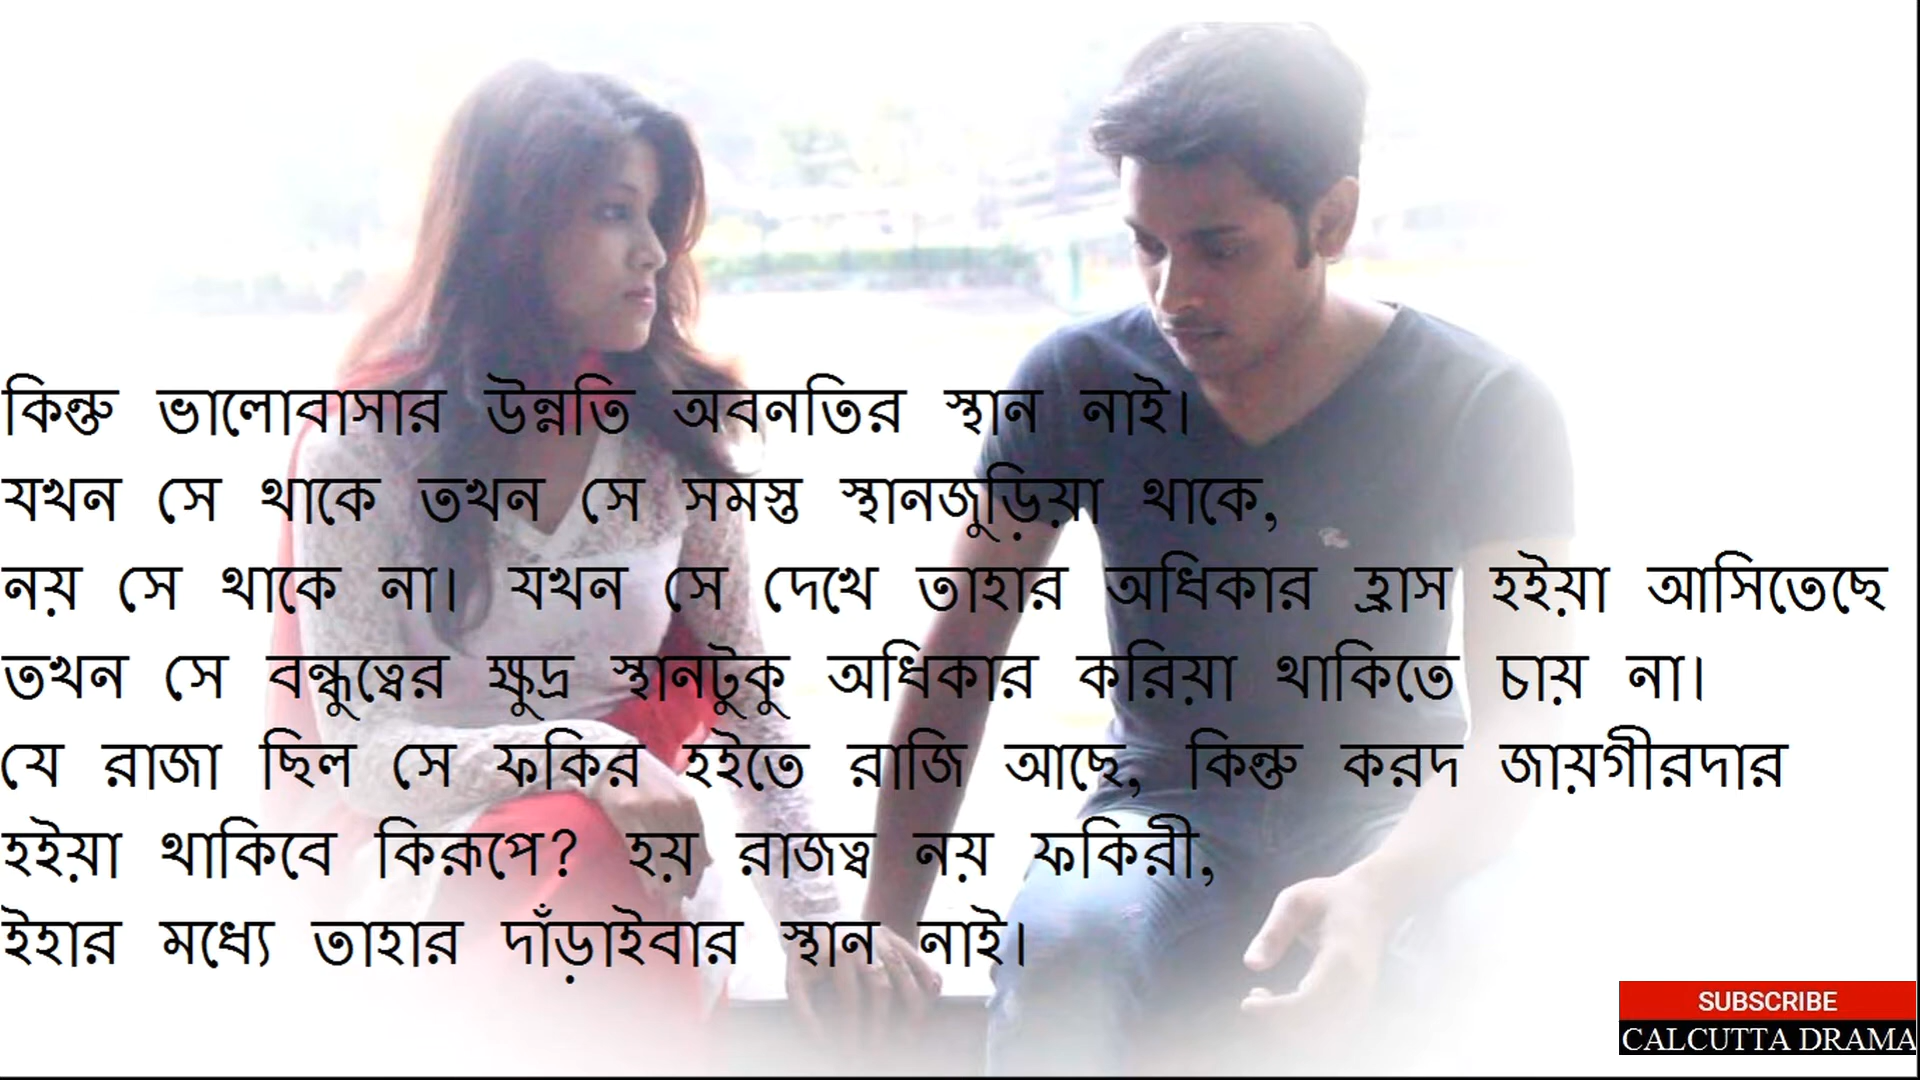 কিন্তু ভালোবাসার উন্নতি অবনতির স্থান নাই।
যখন সে থাকে তখন সে সমস্ত স্থানজুড়িয়া থাকে,
নয় সে থাকে না। যখন সে দেখে তাহার অধিকার হ্রাস হইয়া আসিতেছে
তখন সে বন্ধুত্বের ক্ষুদ্র স্থানটুকু অধিকার করিয়া থাকিতে চায় না।
যে রাজা ছিল সে ফকির হইতে রাজি আছে, কিন্তু করদ জায়গীরদার
হইয়া থাকিবে কিরূপে? হয় রাজত্ব নয় ফকিরী,
ইহার মধ্যে তাহার দাঁড়াইবার স্থান নাই।
SUBSCRIBE
CALCUTTA DRAMA